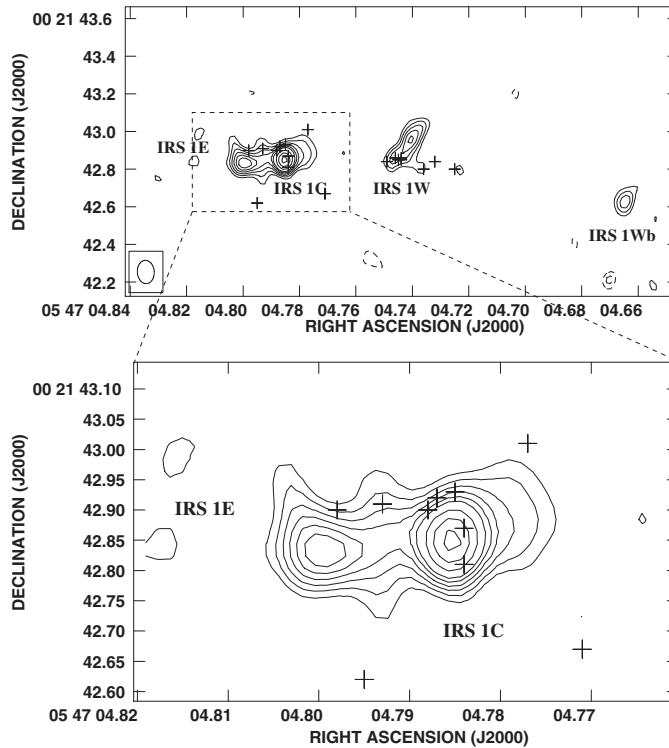 00 21 43.6
43.4
43.2
43.0
42.8
42.6
42.4
42.2
DECLINATION (J2000)
IRS 1E
IRS 1C
IRS 1W
IRS 1Wb
05 47 04.84 04.82 04.80 04.78 04.76 04.74 04.72 04.70 04.68 04.66
RIGHT ASCENSION (J2000)
00 21 43.10
43.05
43.00
42.95
42.90
42.85
42.80
42.70
42.65
42.60
DECLINATION (J2000)
IRS 1E
IRS 1C
05 47 04.82 04.81 04.80 04.79 04.78 04.77
RIGHT ASCENSION (J2000)